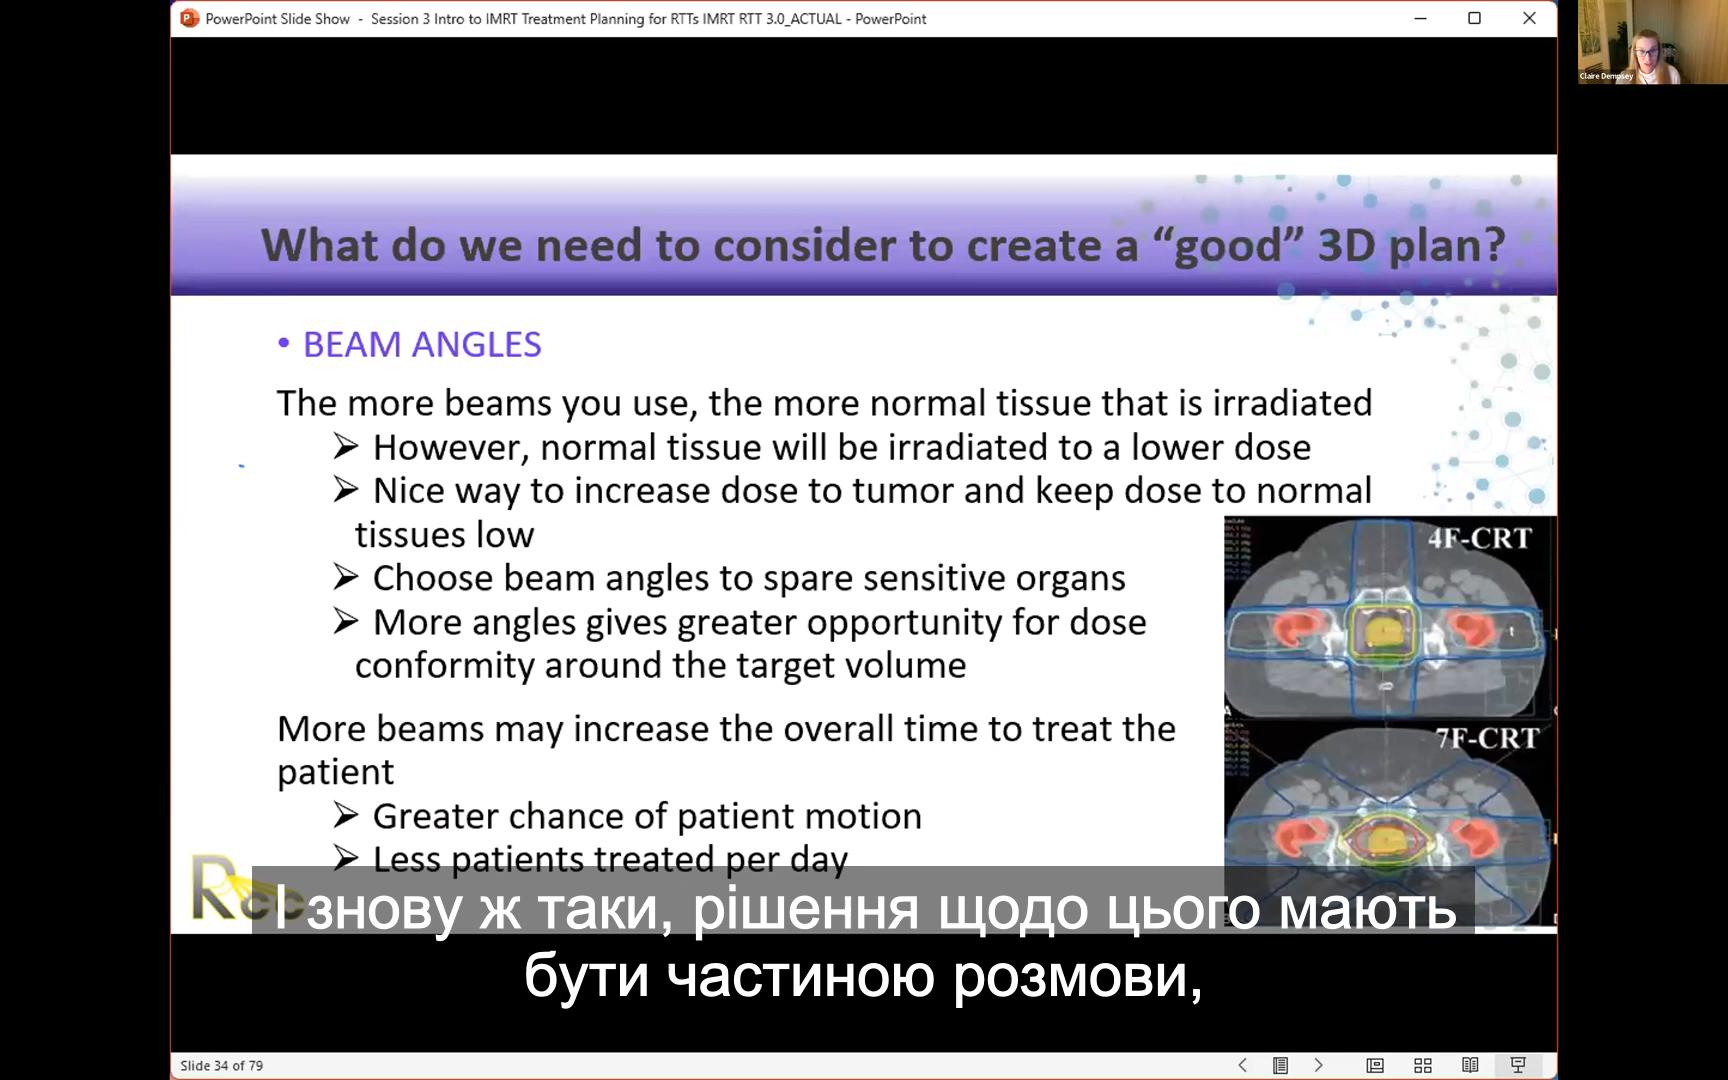 PowerPoint Slide Show - Session 3 Intro to IMRT Treatment Planning for RTTs IMRT RTT 3.0_ACTUAL - PowerPoint
Claire Dempsey
What do we need to consider to create a “good” 3D plan?
• BEAM ANGLES
The more beams you use, the more normal tissue that is irradiated
➢ However, normal tissue will be irradiated to a lower dose
➢ Nice way to increase dose to tumor and keep dose to normal
tissues low
➢ Choose beam angles to spare sensitive organs
➢ More angles gives greater opportunity for dose
conformity around the target volume
More beams may increase the overall time to treat the
patient
➢ Greater chance of patient motion
➢ Less patients treated per day
4F-CRT
7F-CRT
Rcc
І знову ж таки, рішення щодо цього мають
бути частиною розмови,
Slide 34 of 79